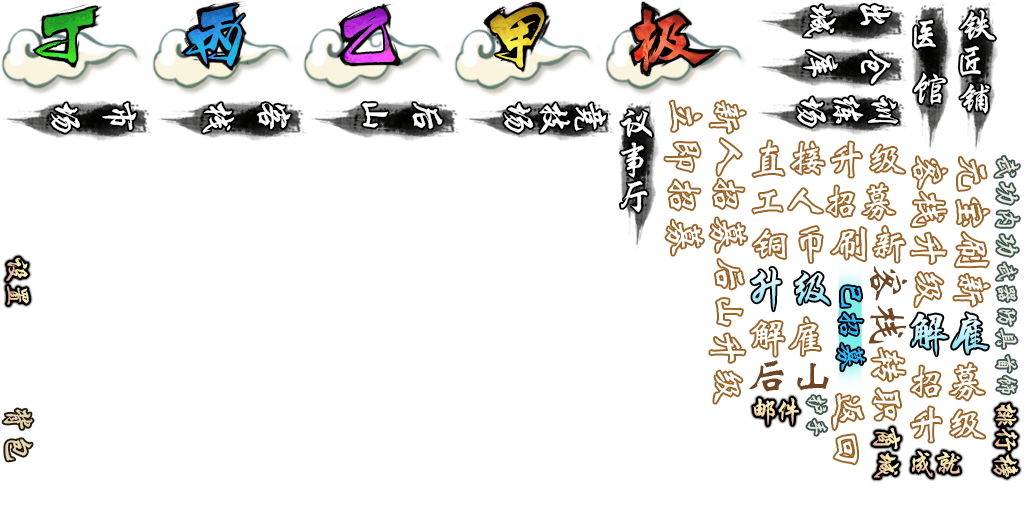 丁
丙
乙
甲
极
出城
仓库
训练场
医馆
铁匠铺
市场
客栈
后山
竞技场
议事厅
立即招募
新人招募
后山升级
直接升级
工人招募
铜币刷新
升级
解雇
后山
邮件
护手
已招募
返回
客栈
转职
商城
客栈升级
解雇
招募
升级
成就
元宝刷新
武功
内功
武器
防具
首饰
排行榜
设置
背包